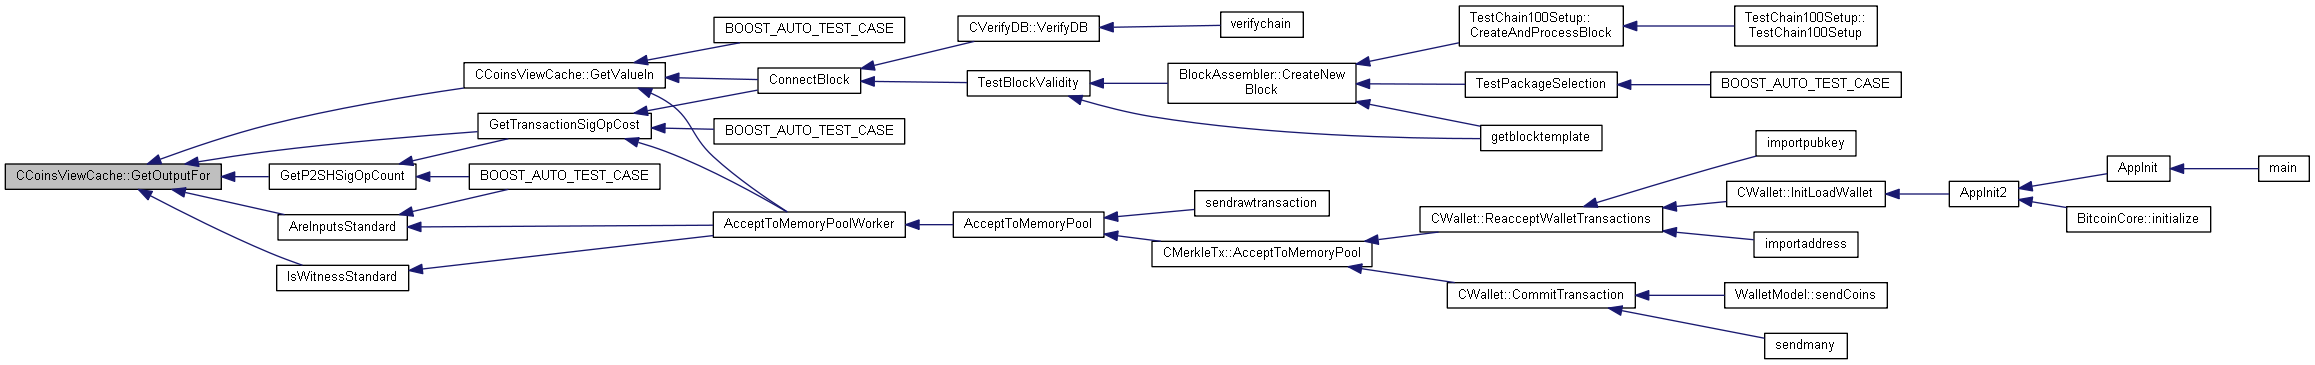 CCoinsViewCache::GetOutputFor
CCoinsViewCache::GetValueIn
GetTransactionSigOpCost
GetP2SHSigOpCount
AreInputsStandard
IsWitnessStandard
BOOST_AUTO_TEST_CASE
ConnectBlock
BOOST_AUTO_TEST_CASE
BOOST_AUTO_TEST_CASE
AcceptToMemoryPoolWorker
CVerifyDB::VerifyDB
TestBlockValidity
AcceptToMemoryPool
verifychain
BlockAssembler::CreateNew
Block
sendrawtransaction
CMerkleTx::AcceptToMemoryPool
TestChain100Setup::
CreateAndProcessBlock
TestPackageSelection
getblocktemplate
CWallet::ReacceptWalletTransactions
CWallet::CommitTransaction
TestChain100Setup::
TestChain100Setup
BOOST_AUTO_TEST_CASE
importpubkey
CWallet::InitLoadWallet
importaddress
WalletModel::sendCoins
sendmany
AppInit2
AppInit
BitcoinCore::initialize
main